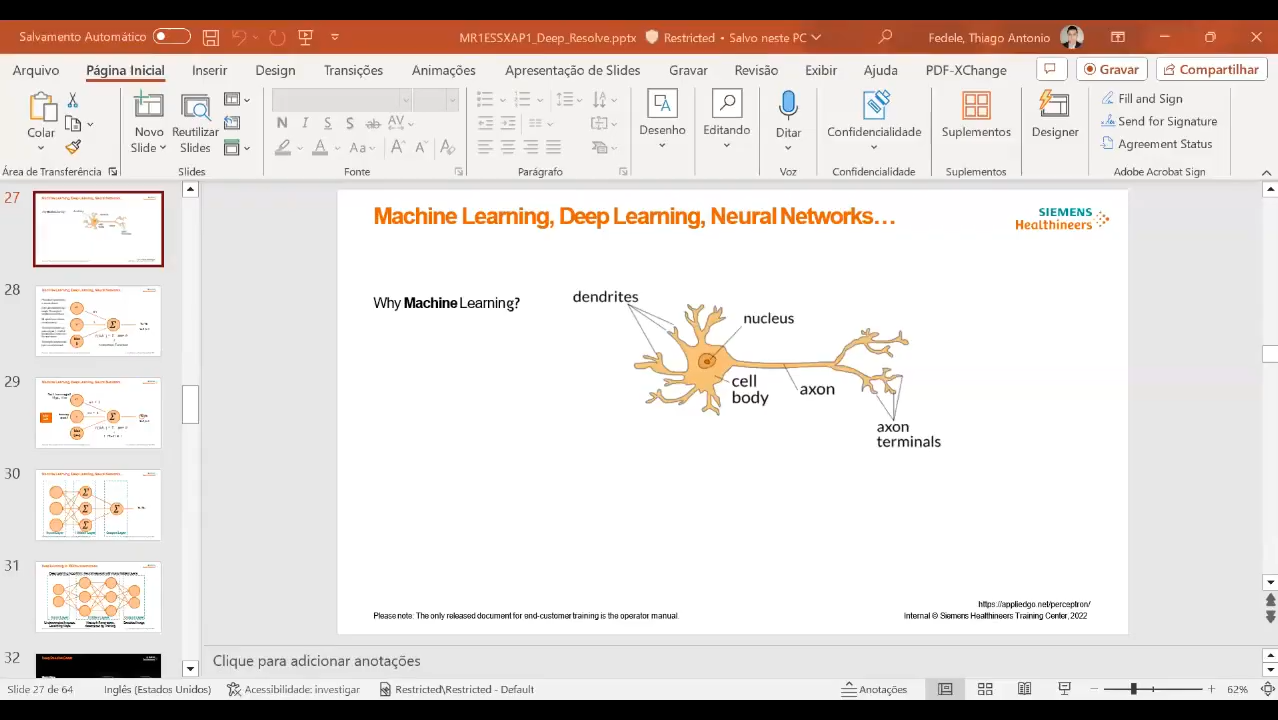 Salvamento Automático
MR1ESSXAP1_Deep_Resolve.pptx
Restricted • Salvo neste PC
Fedele, Thiago Antonio
Arquivo Página Inicial Inserir Design Transições Animações Apresentação de Slides Gravar Revisão Exibir Ajuda PDF-XChange Gravar Compartilhar
Colar
Novo Slide
Reutilizar Slides
N I S S ab AV
A Aa A A
Desenho
Editando
Ditar
Confidencialidade
Suplementos
Designer
Fill and Sign
Send for Signature
Agreement Status
Área de Transferência Slides Fonte Parágrafo Voz Confidencialidade Suplementos Adobe Acrobat Sign
27
28
29
30
31
32
Machine Learning, Deep Learning, Neural Networks…
SIEMENS
Healthineers
Why Machine Learning?
dendrites
nucleus
cell
body
axon
axon
terminals
https://appliedgo.net/perceptron/
Please note: The only released document for end-customer training is the operator manual.
Internal © Siemens Healthineers Training Center, 2022
Clique para adicionar anotações
Slide 27 de 64 Inglês (Estados Unidos) Acessibilidade: investigar Restricted\Restricted - Default Anotações 62%